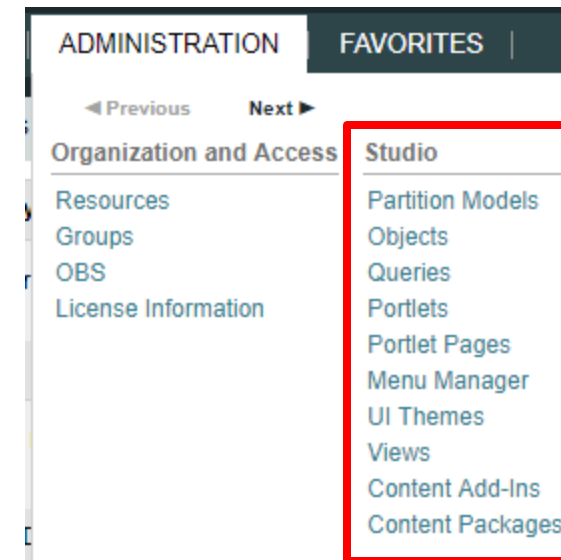 ADMINISTRATION | FAVORITES |
◄Previous Next►
Organization and Access
Resources
Groups
OBS
License Information
Studio
Partition Models
Objects
Queries
Portlets
Portlet Pages
Menu Manager
UI Themes
Views
Content Add-Ins
Content Packages